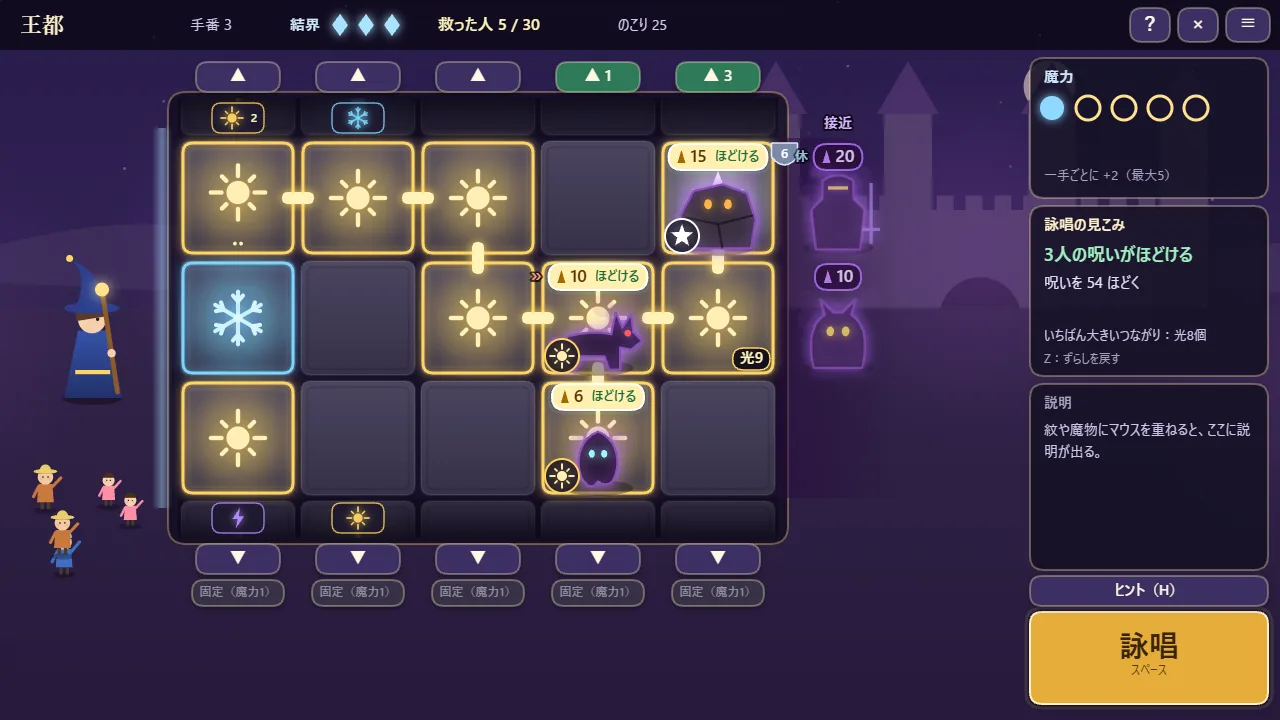 王都
手番 3
結界
救った人 5 / 30
のこり 25
?
×
≡
▲
▲
▲
▲ 1
▲ 3
2
接近
15 ほどける
6
休
20
10 ほどける
10
光9
6 ほどける
▼
▼
▼
▼
▼
固定（魔力1）
固定（魔力1）
固定（魔力1）
固定（魔力1）
固定（魔力1）
魔力
一手ごとに +2（最大5）
詠唱の見こみ
3人の呪いがほどける
呪いを 54 ほどく
いちばん大きいつながり：光8個
Z：ずらしを戻す
説明
紋や魔物にマウスを重ねると、ここに説
明が出る。
ヒント（H）
詠唱
スペース